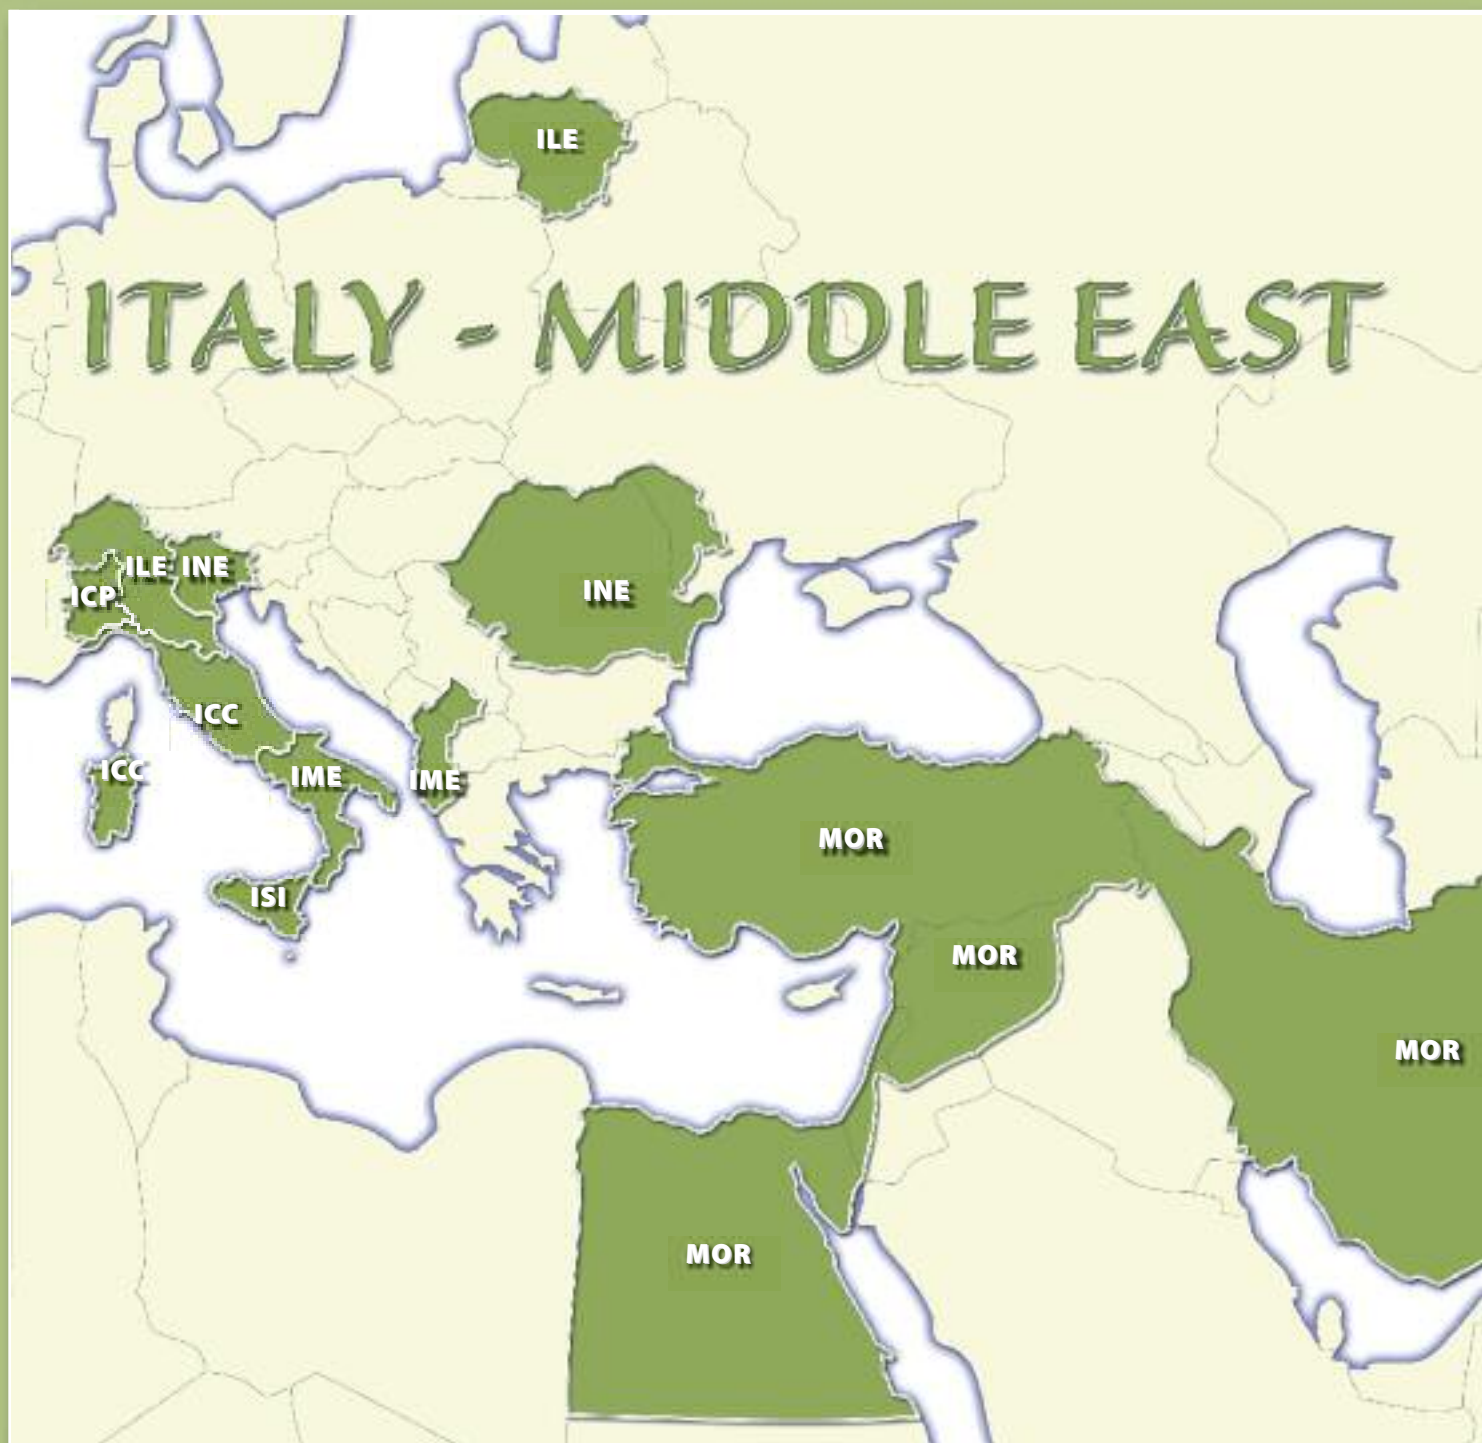 ILE
ITALY - MIDDLE EAST
ILE INE
ICP
INE
ICC
ICC
IME
IME
MOR
ISI
MOR
MOR
MOR